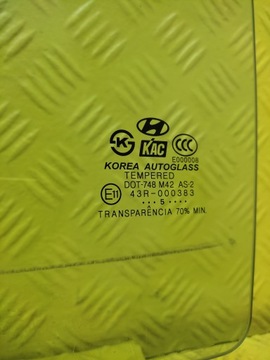 KAC
E000008
KOREA AUTOGLASS
TEMPERED
DOT-748 M42 AS-2
E11 43R-000383
••• 5 ••••
TRANSPARÊNCIA 70% MIN.